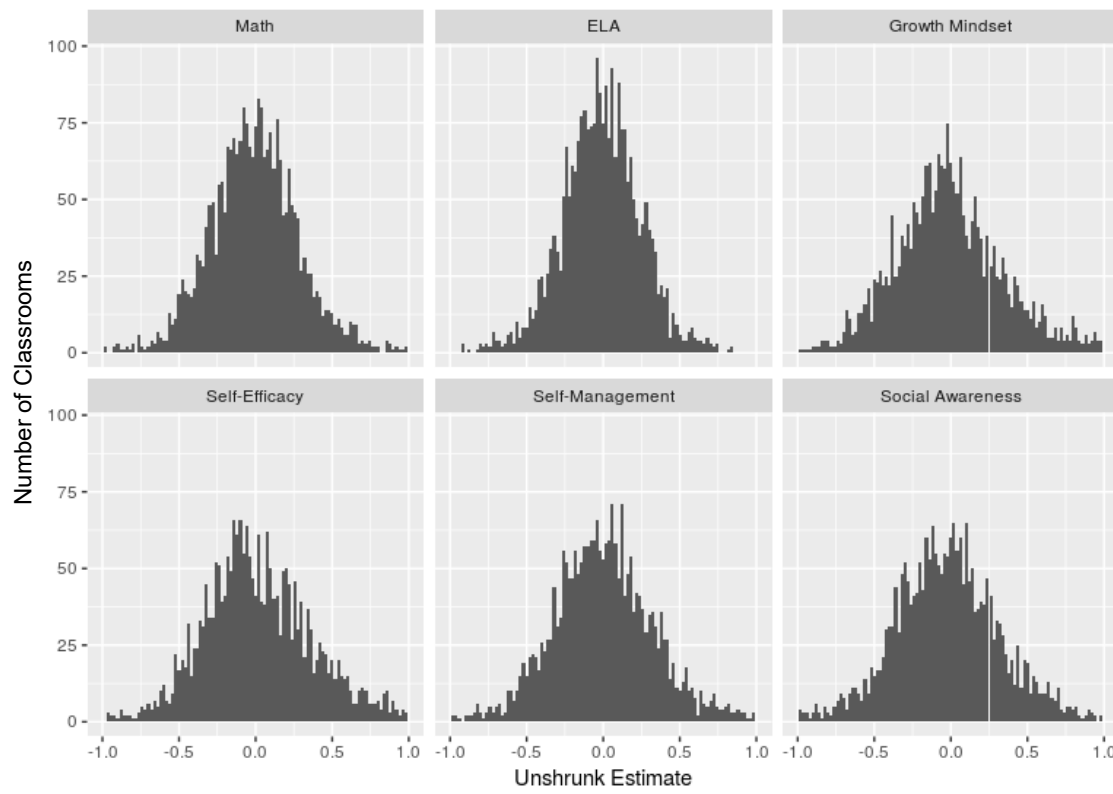 Math ELA Growth Mindset
100
75
50
25
0
Self-Efficacy Self-Management Social Awareness
100
75
50
25
0
-1.0 -0.5 0.0 0.5 1.0 -1.0 -0.5 0.0 0.5 1.0 -1.0 -0.5 0.0 0.5 1.0
Number of Classrooms
Unshrunk Estimate